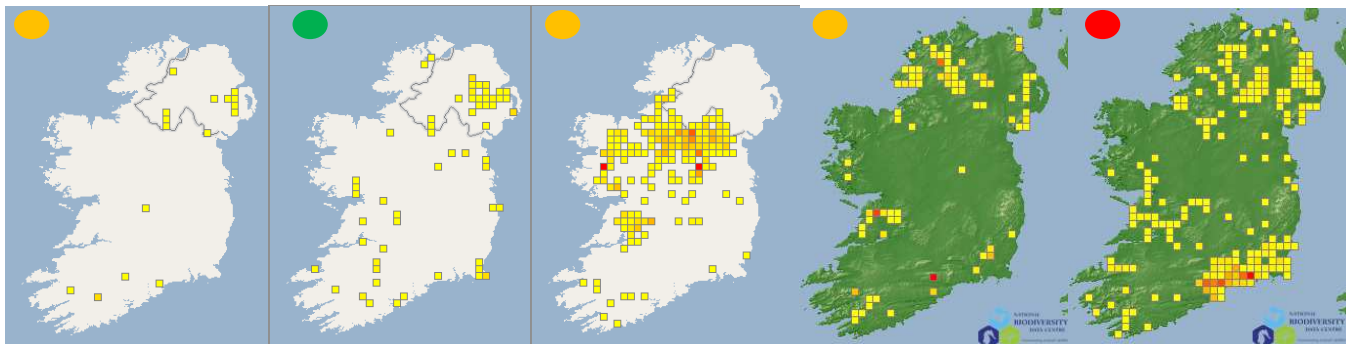 NATIONAL
BIODIVERSITY
DATA CENTRE
NATIONAL
BIODIVERSITY
DATA CENTRE